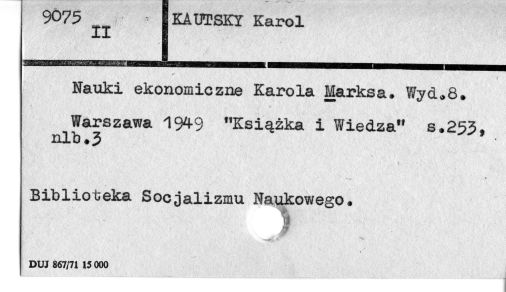 9075
II
KAUTSKY Karol
Nauki ekonomiczne Karola Marksa. Wyd.8.
Warszawa 1949 "Książka i Wiedza" s.253,
nlb.3
Biblioteka Socjalizmu Naukowego.
DUJ 867/71 15 000